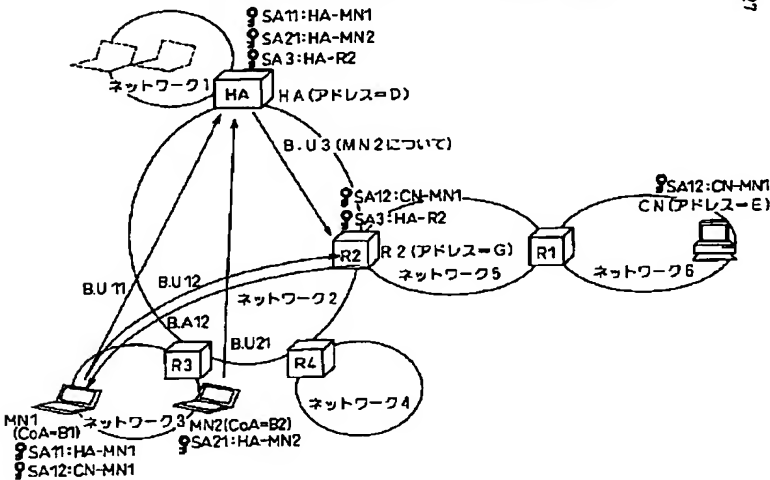 SA11:HA-MN1
SA21:HA-MN2
SA3:HA-R2
ネットワーク1
HA
HA(アドレス=D)
B.U3(MN2について)
SA12:CN-MN1
SA3:HA-R2
SA12:CN-MN1
CN(アドレス=E)
R2
R2(アドレス=G)
R1
ネットワーク5
ネットワーク6
B.U11
B.U12
ネットワーク2
B.A12
B.U21
R3
R4
ネットワーク3
ネットワーク4
MN1
(CoA=B1)
SA11:HA-MN1
SA12:CN-MN1
MN2(CoA=B2)
SA21:HA-MN2